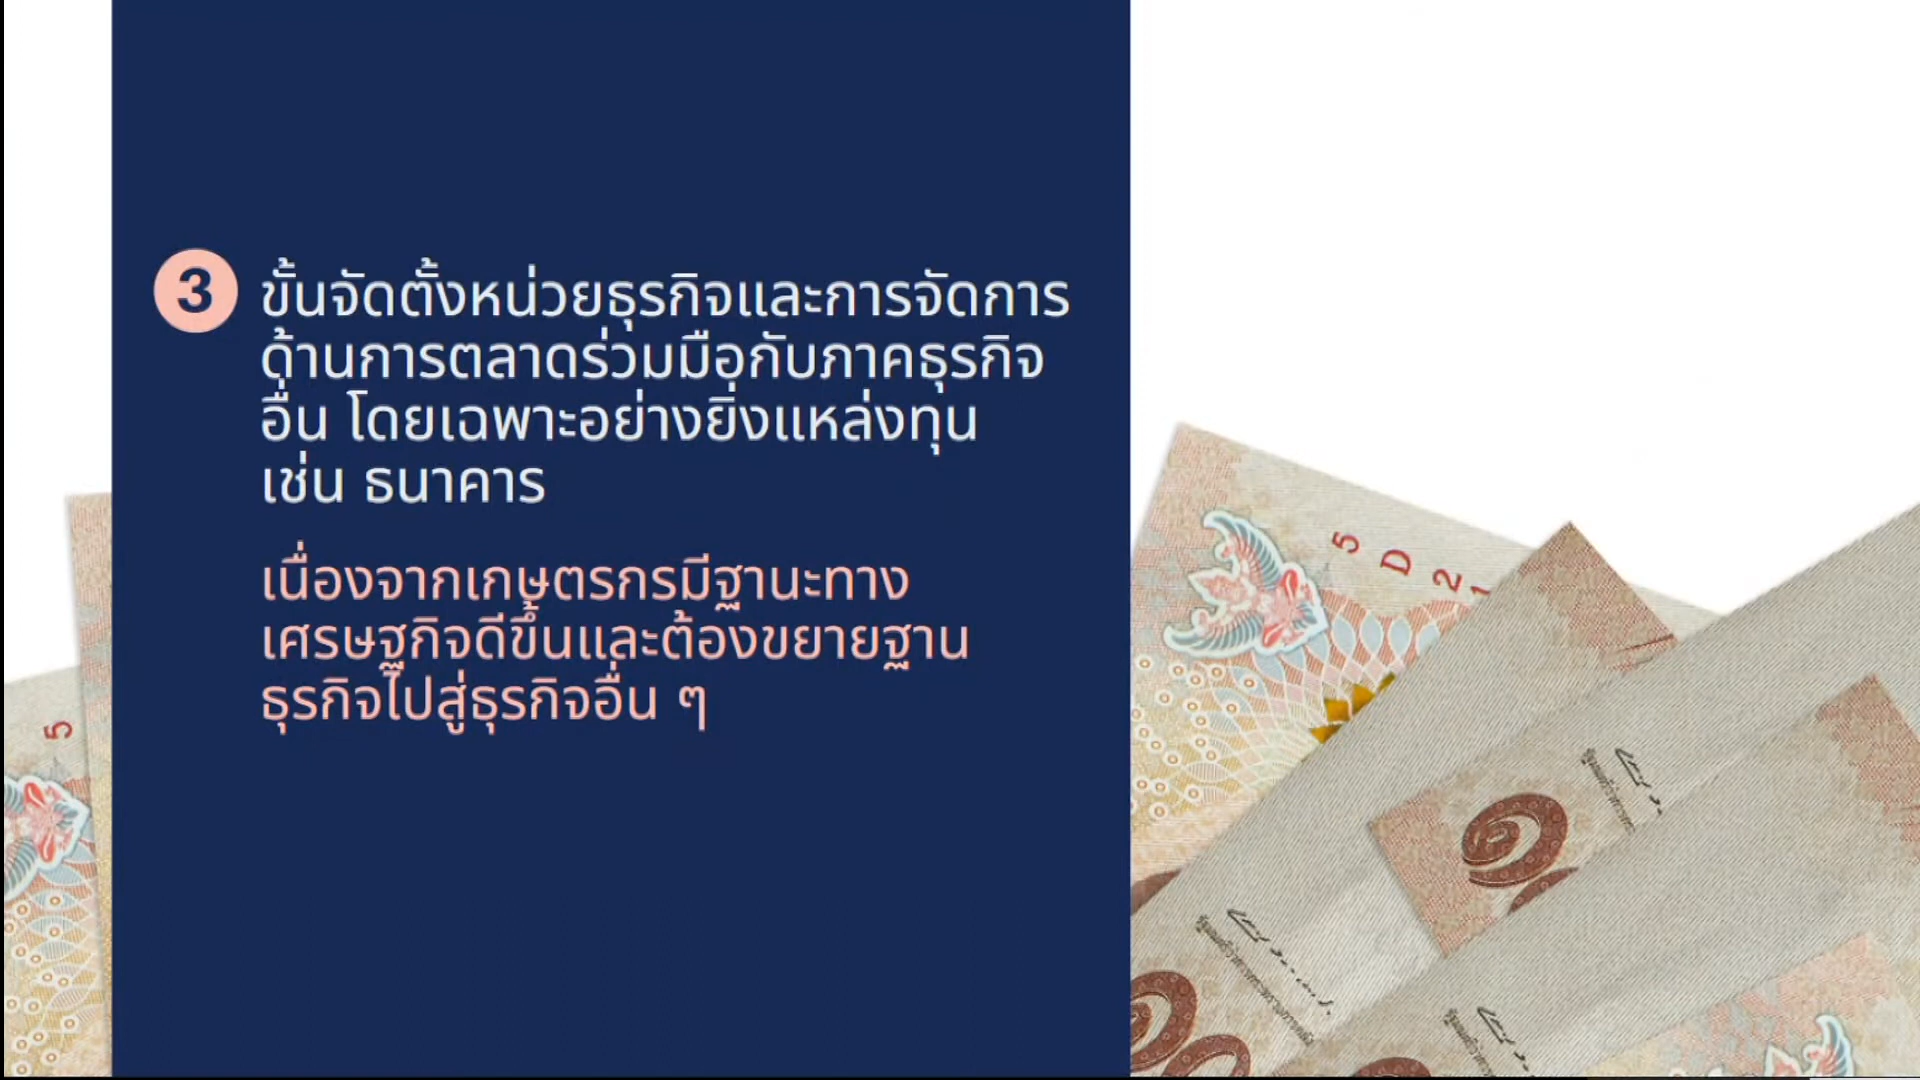 3
ขั้นจัดตั้งหน่วยธุรกิจและการจัดการ
ด้านการตลาดร่วมมือกับภาคธุรกิจ
อื่น โดยเฉพาะอย่างยิ่งแหล่งทุน
เช่น ธนาคาร
เนื่องจากเกษตรกรมีฐานะทาง
เศรษฐกิจดีขึ้นและต้องขยายฐาน
ธุรกิจไปสู่ธุรกิจอื่น ๆ
5 D 21
5